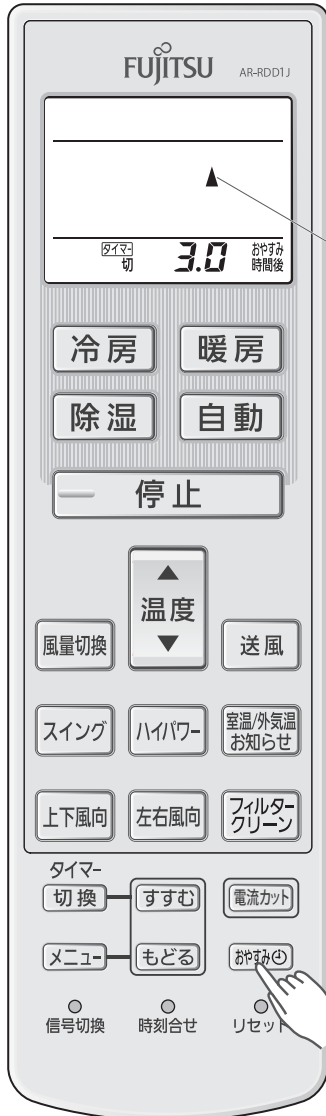 FUJITSU AR-RDD1J
▲
タイマー 切 3.0 おやすみ 時間後
冷房 暖房
除湿 自動
停止
▲
温度
▼
風量切換 送風
スイング ハイパワー 室温/外気温 お知らせ
上下風向 左右風向 フィルター クリーン
タイマー
切換 すすむ 電流カット
メニュー もどる おやすみ
信号切換 時刻合せ リセット